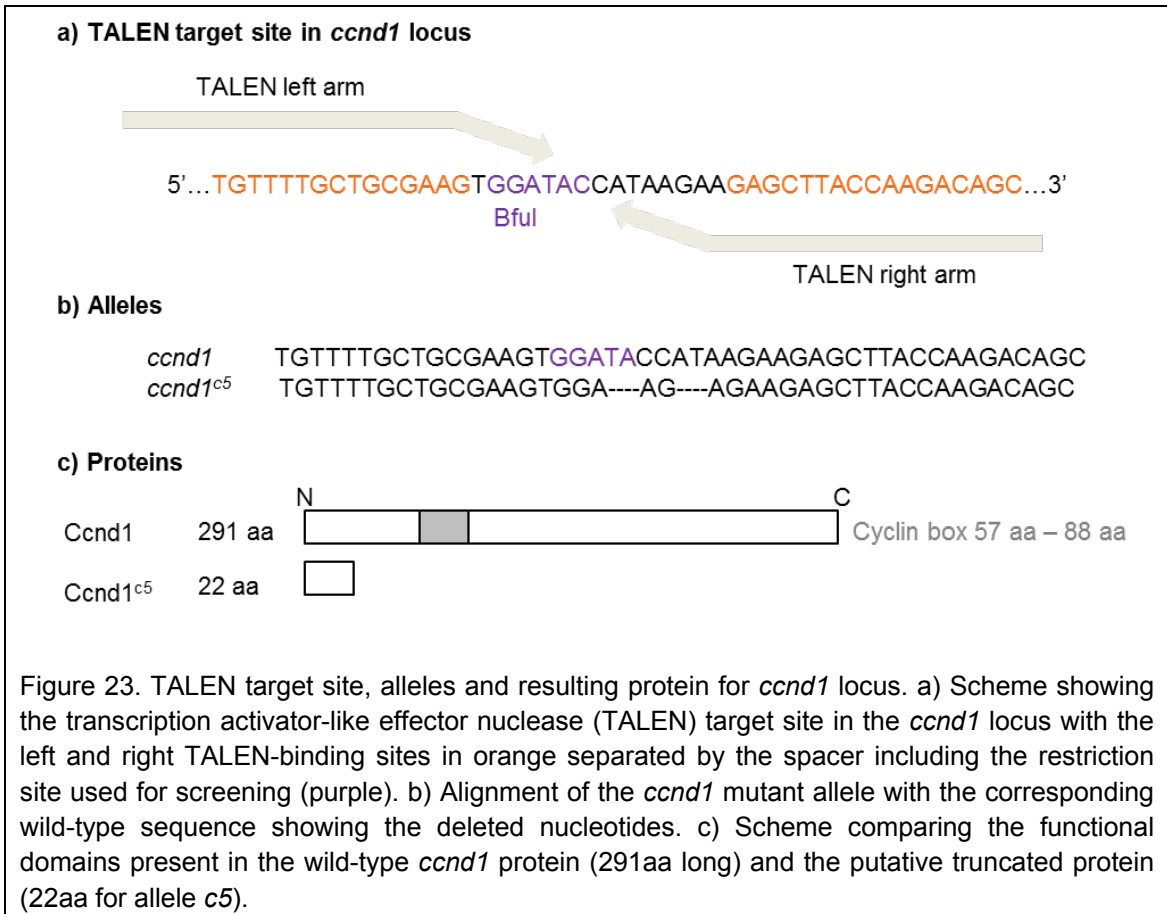 a) TALEN target site in ccnd1 locus
TALEN left arm
5'…TGTTTTGCTGCGAAGTGGATACCATAAGAAGAGCTTACCAAGACAGC…3'
BfuI
TALEN right arm
b) Alleles
ccnd1 TGTTTTGCTGCGAAGTGGATACCATAAGAAGAGCTTACCAAGACAGC
ccnd1c5 TGTTTTGCTGCGAAGTGGA----AG----AGAAGAGCTTACCAAGACAGC
c) Proteins
N C
Ccnd1 291 aa Cyclin box 57 aa – 88 aa
Ccnd1c5 22 aa
Figure 23. TALEN target site, alleles and resulting protein for ccnd1 locus. a) Scheme showing
the transcription activator-like effector nuclease (TALEN) target site in the ccnd1 locus with the
left and right TALEN-binding sites in orange separated by the spacer including the restriction
site used for screening (purple). b) Alignment of the ccnd1 mutant allele with the corresponding
wild-type sequence showing the deleted nucleotides. c) Scheme comparing the functional
domains present in the wild-type ccnd1 protein (291aa long) and the putative truncated protein
(22aa for allele c5).